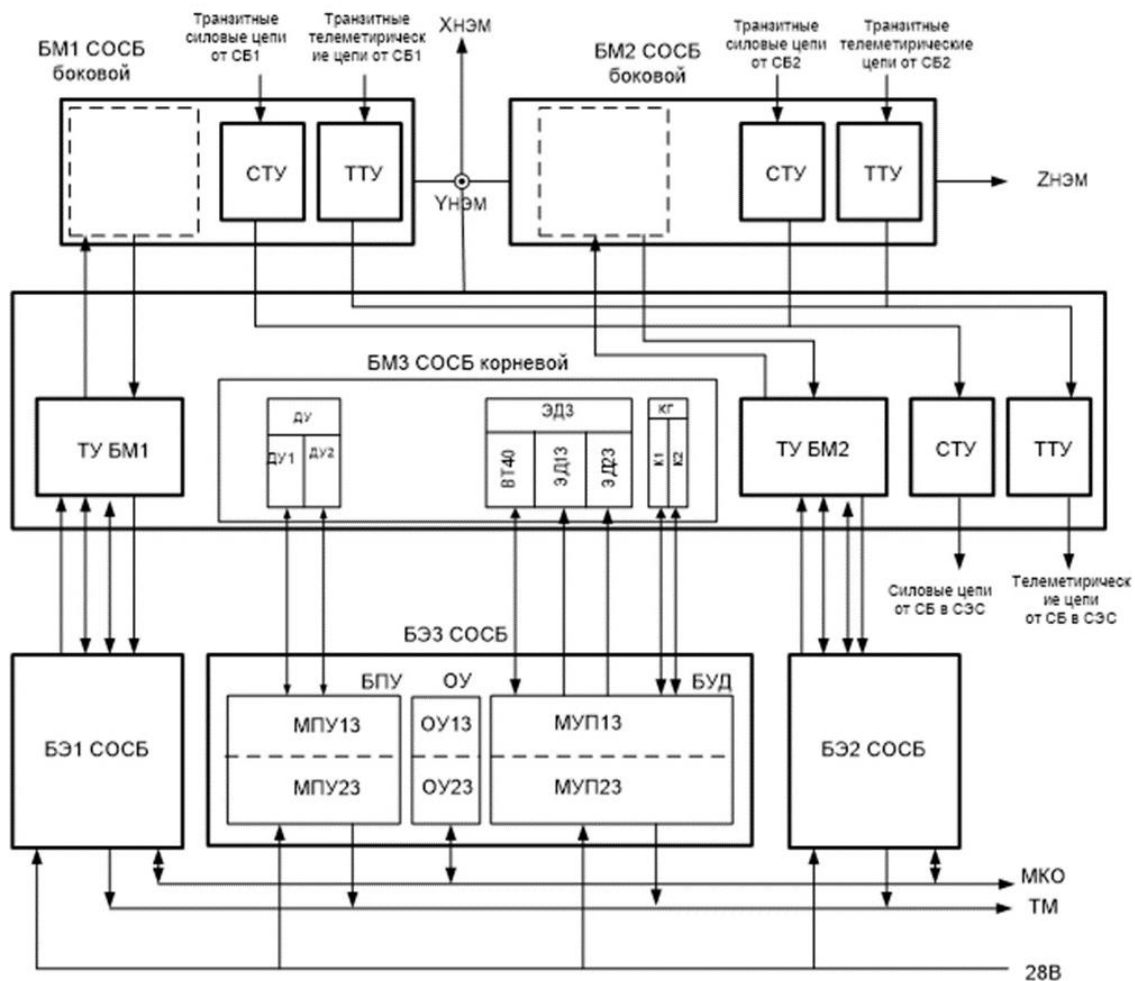 БМ1 СОСБ
боковой
Транзитные
силовые цепи
от СБ1
Транзитные
телеметирическ
ие цепи от СБ1
Xнэм
БМ2 СОСБ
боковой
Транзитные
силовые цепи
от СБ2
Транзитные
телеметирические
цепи от СБ2
СТУ
ТТУ
Yнэм
СТУ
ТТУ
Zнэм
БМ3 СОСБ корневой
ТУ БМ1
ДУ
ДУ1
ДУ2
ЭД3
ВТ40
ЭД13
ЭД23
КГ
К1
К2
ТУ БМ2
СТУ
ТТУ
Силовые цепи
от СБ в СЭС
Телеметирическ
ие цепи
от СБ в СЭС
БЭ3 СОСБ
БЭ1 СОСБ
БПУ
МПУ13
МПУ23
ОУ
ОУ13
ОУ23
БУД
МУП13
МУП23
БЭ2 СОСБ
МКО
ТМ
28В